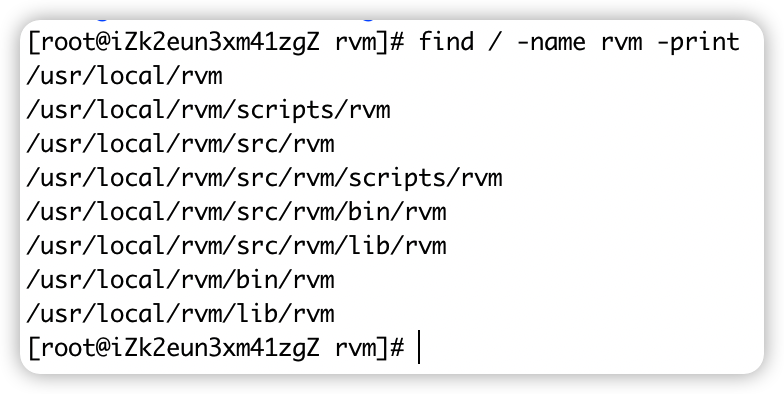 [root@iZk2eun3xm41zgZ rvm]# find / -name rvm -print
/usr/local/rvm
/usr/local/rvm/scripts/rvm
/usr/local/rvm/src/rvm
/usr/local/rvm/src/rvm/scripts/rvm
/usr/local/rvm/src/rvm/bin/rvm
/usr/local/rvm/src/rvm/lib/rvm
/usr/local/rvm/bin/rvm
/usr/local/rvm/lib/rvm
[root@iZk2eun3xm41zgZ rvm]#